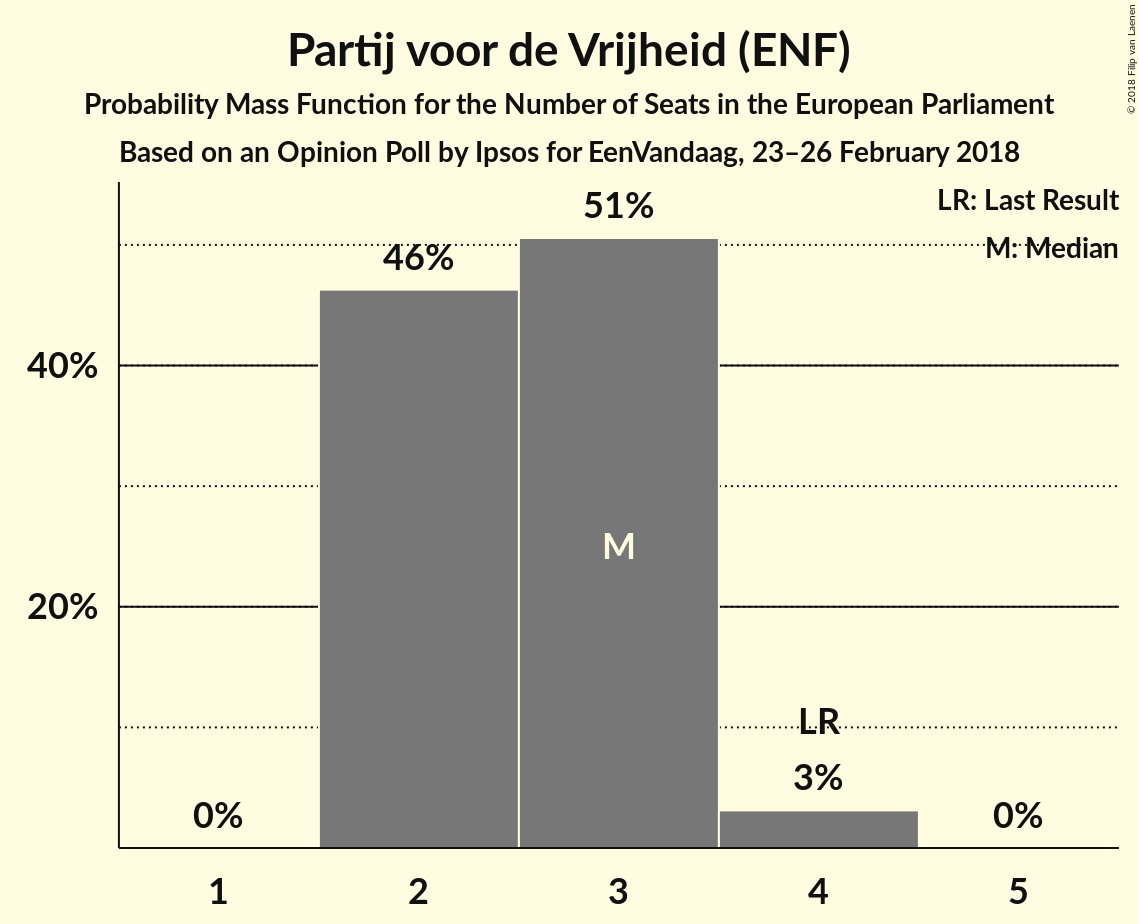 Partij voor de Vrijheid (ENF)
Probability Mass Function for the Number of Seats in the European Parliament
Based on an Opinion Poll by Ipsos for EenVandaag, 23–26 February 2018
© 2018 Filip van Laenen
LR: Last Result
M: Median
51%
46%
40%
M
20%
LR
3%
0%
0%
1
2
3
4
5